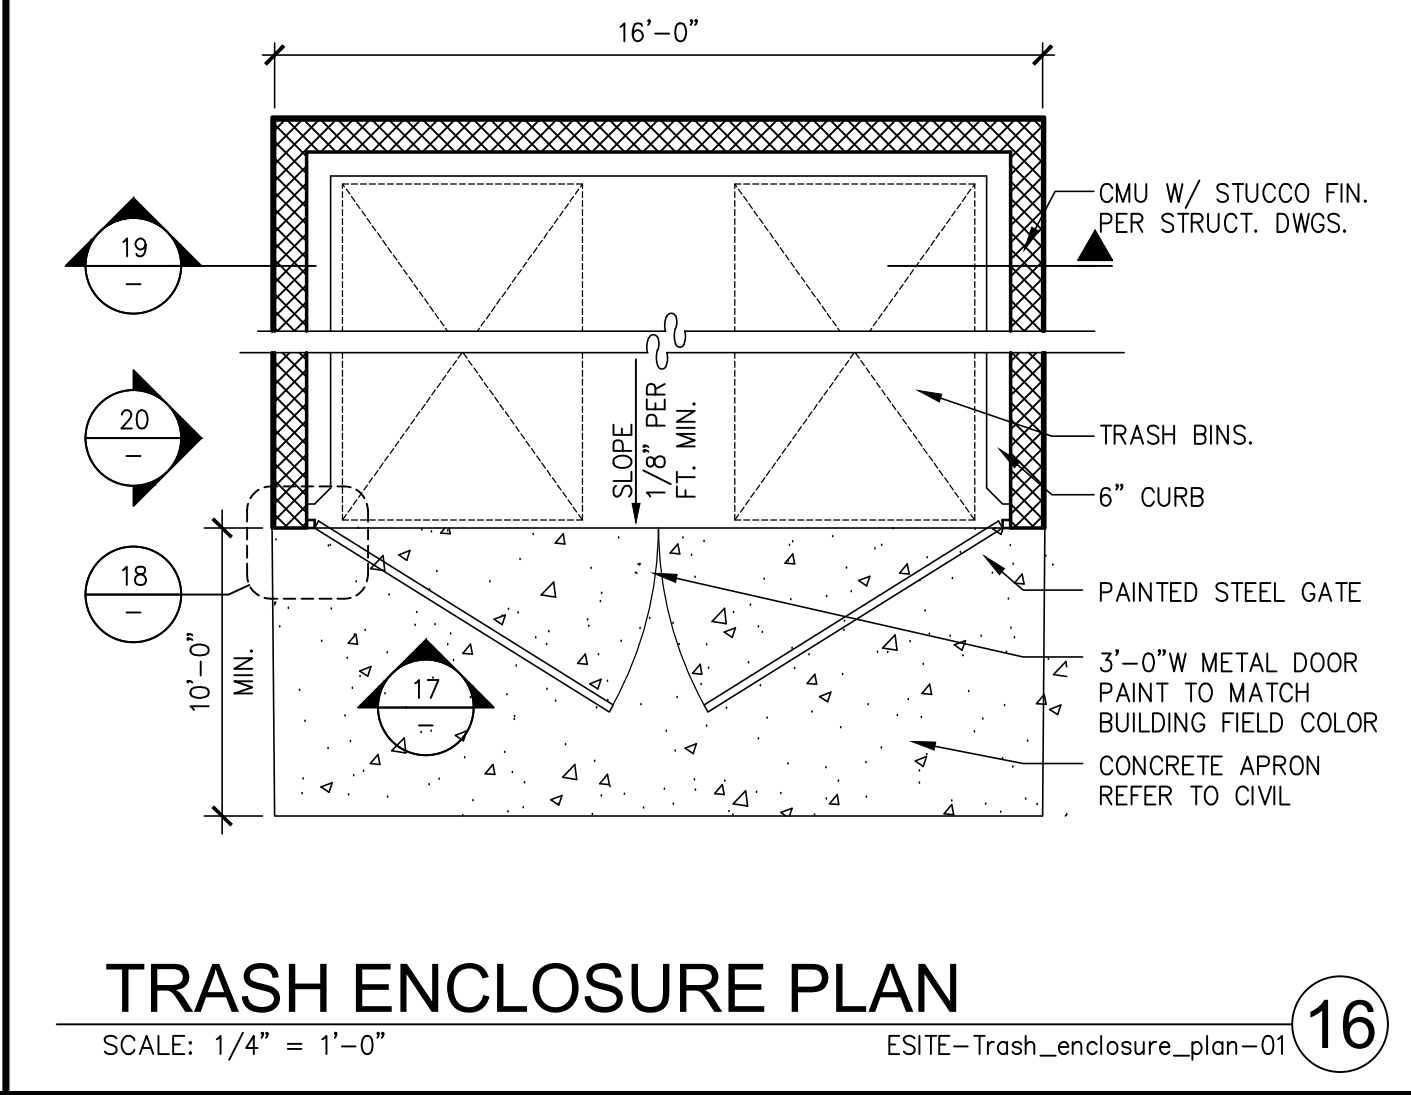 16'-0"
CMU W/ STUCCO FIN.
PER STRUCT. DWGS.
19
-
20
-
SLOPE
1/8" PER
FT. MIN.
TRASH BINS.
6" CURB
18
-
PAINTED STEEL GATE
10'-0"
MIN.
17
-
3'-0"W METAL DOOR
PAINT TO MATCH
BUILDING FIELD COLOR
CONCRETE APRON
REFER TO CIVIL
TRASH ENCLOSURE PLAN
SCALE: 1/4" = 1'-0"
ESITE-Trash_enclosure_plan-01
16